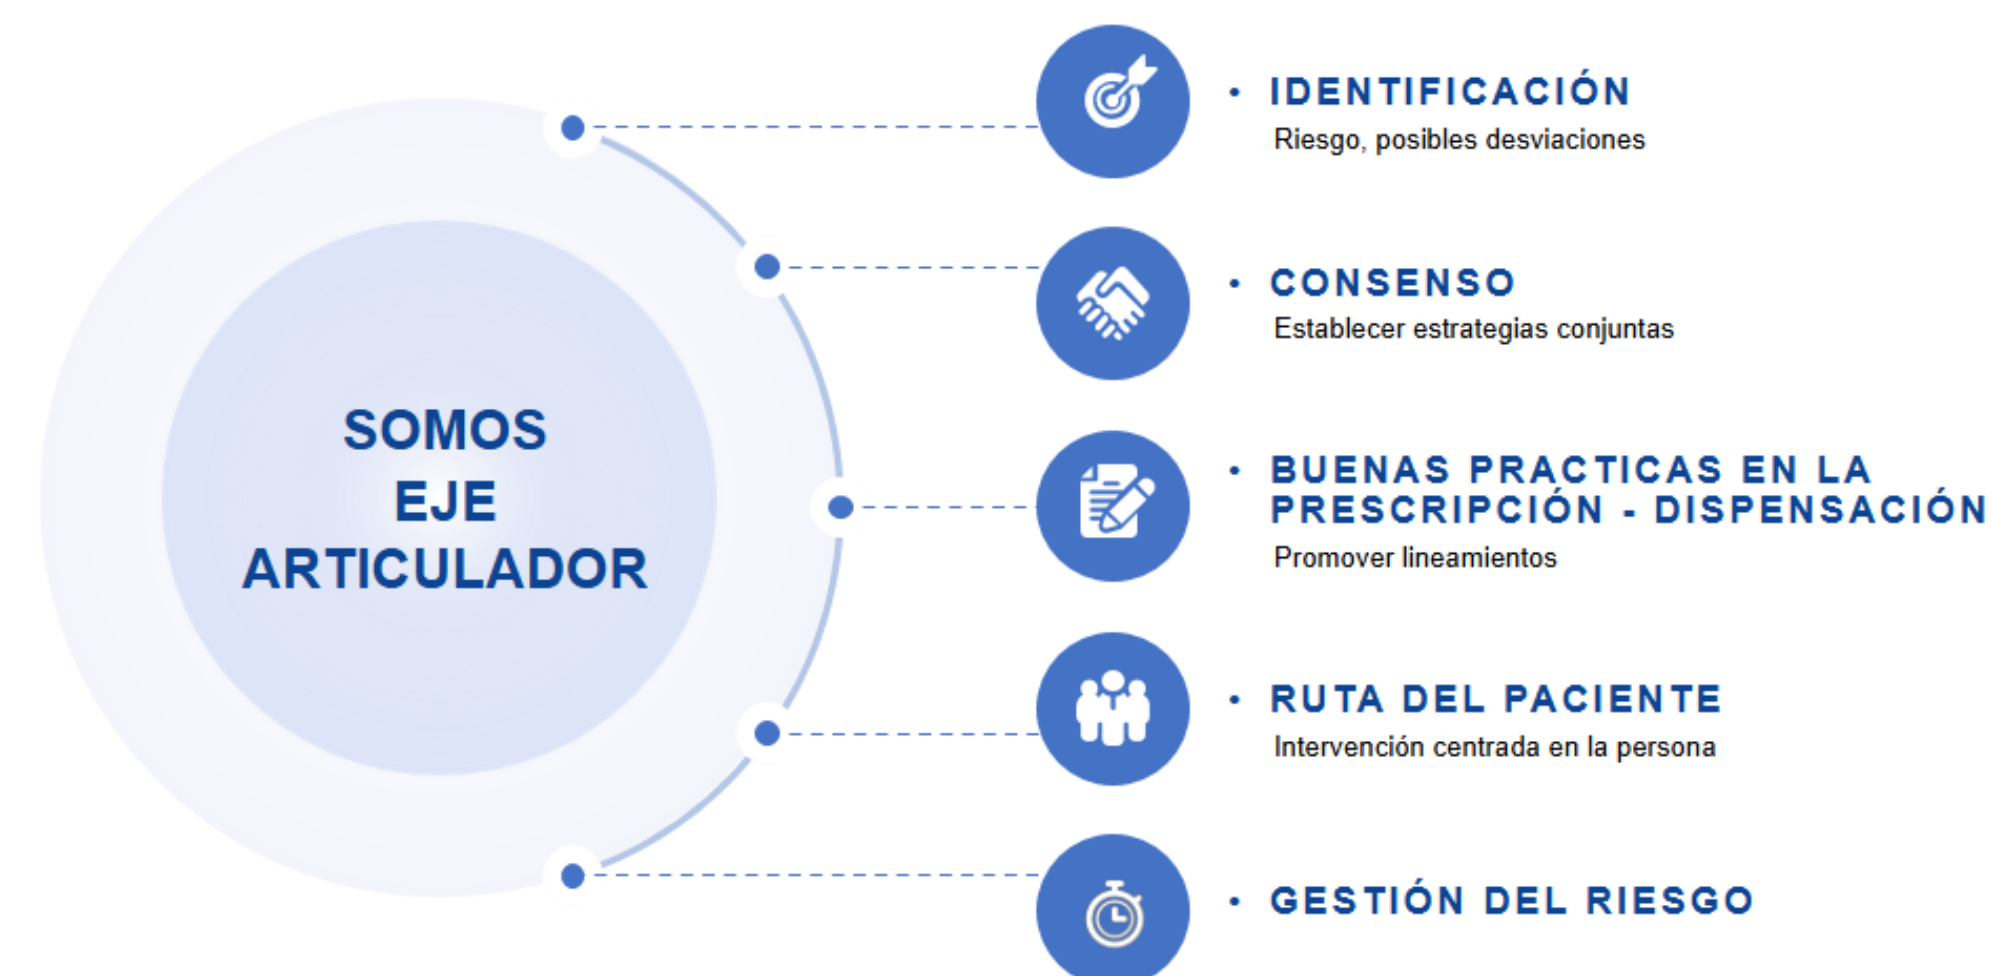 SOMOS
EJE
ARTICULADOR
• IDENTIFICACIÓN
Riesgo, posibles desviaciones
• CONSENSO
Establecer estrategias conjuntas
• BUENAS PRACTICAS EN LA
PRESCRIPCIÓN - DISPENSACIÓN
Promover lineamientos
• RUTA DEL PACIENTE
Intervención centrada en la persona
• GESTIÓN DEL RIESGO